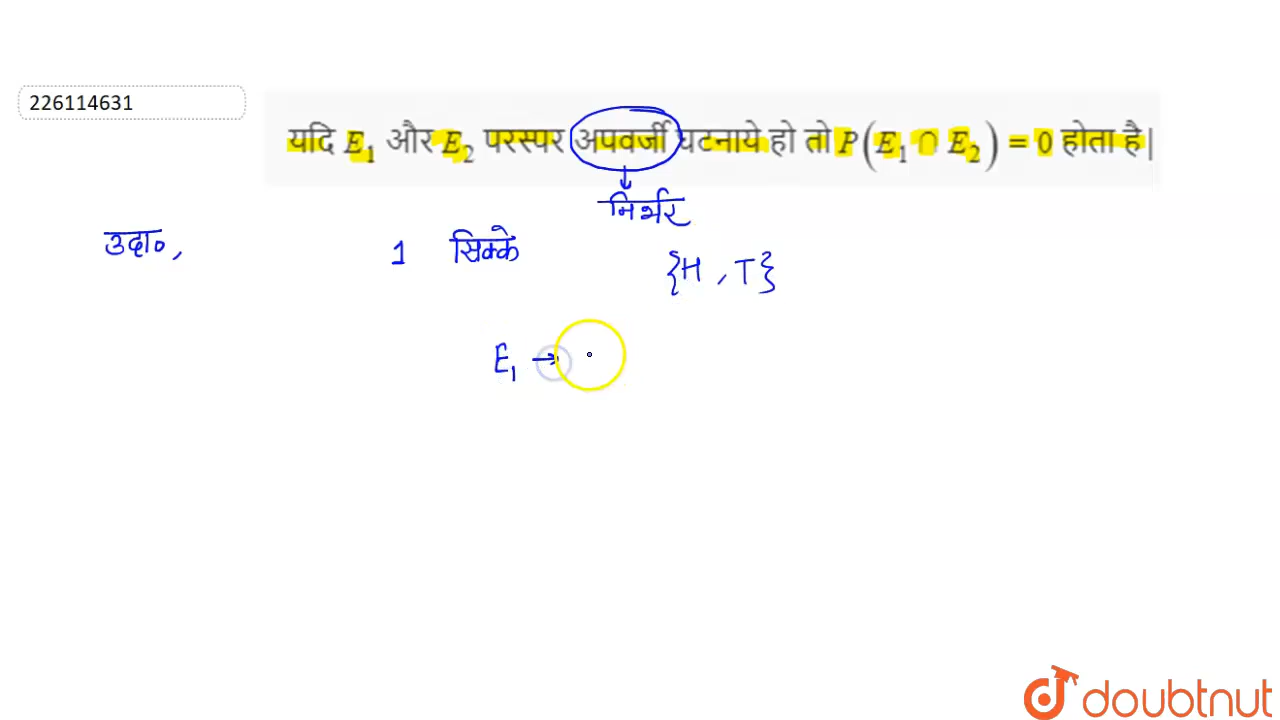 226114631
यदि E₁ और E₂ परस्पर अपवर्जी घटनाये हो तो P(E₁ ∩ E₂) = 0 होता है|
निर्भर
उदा०, 1 सिक्के {H, T}
E₁ →
doubtnut